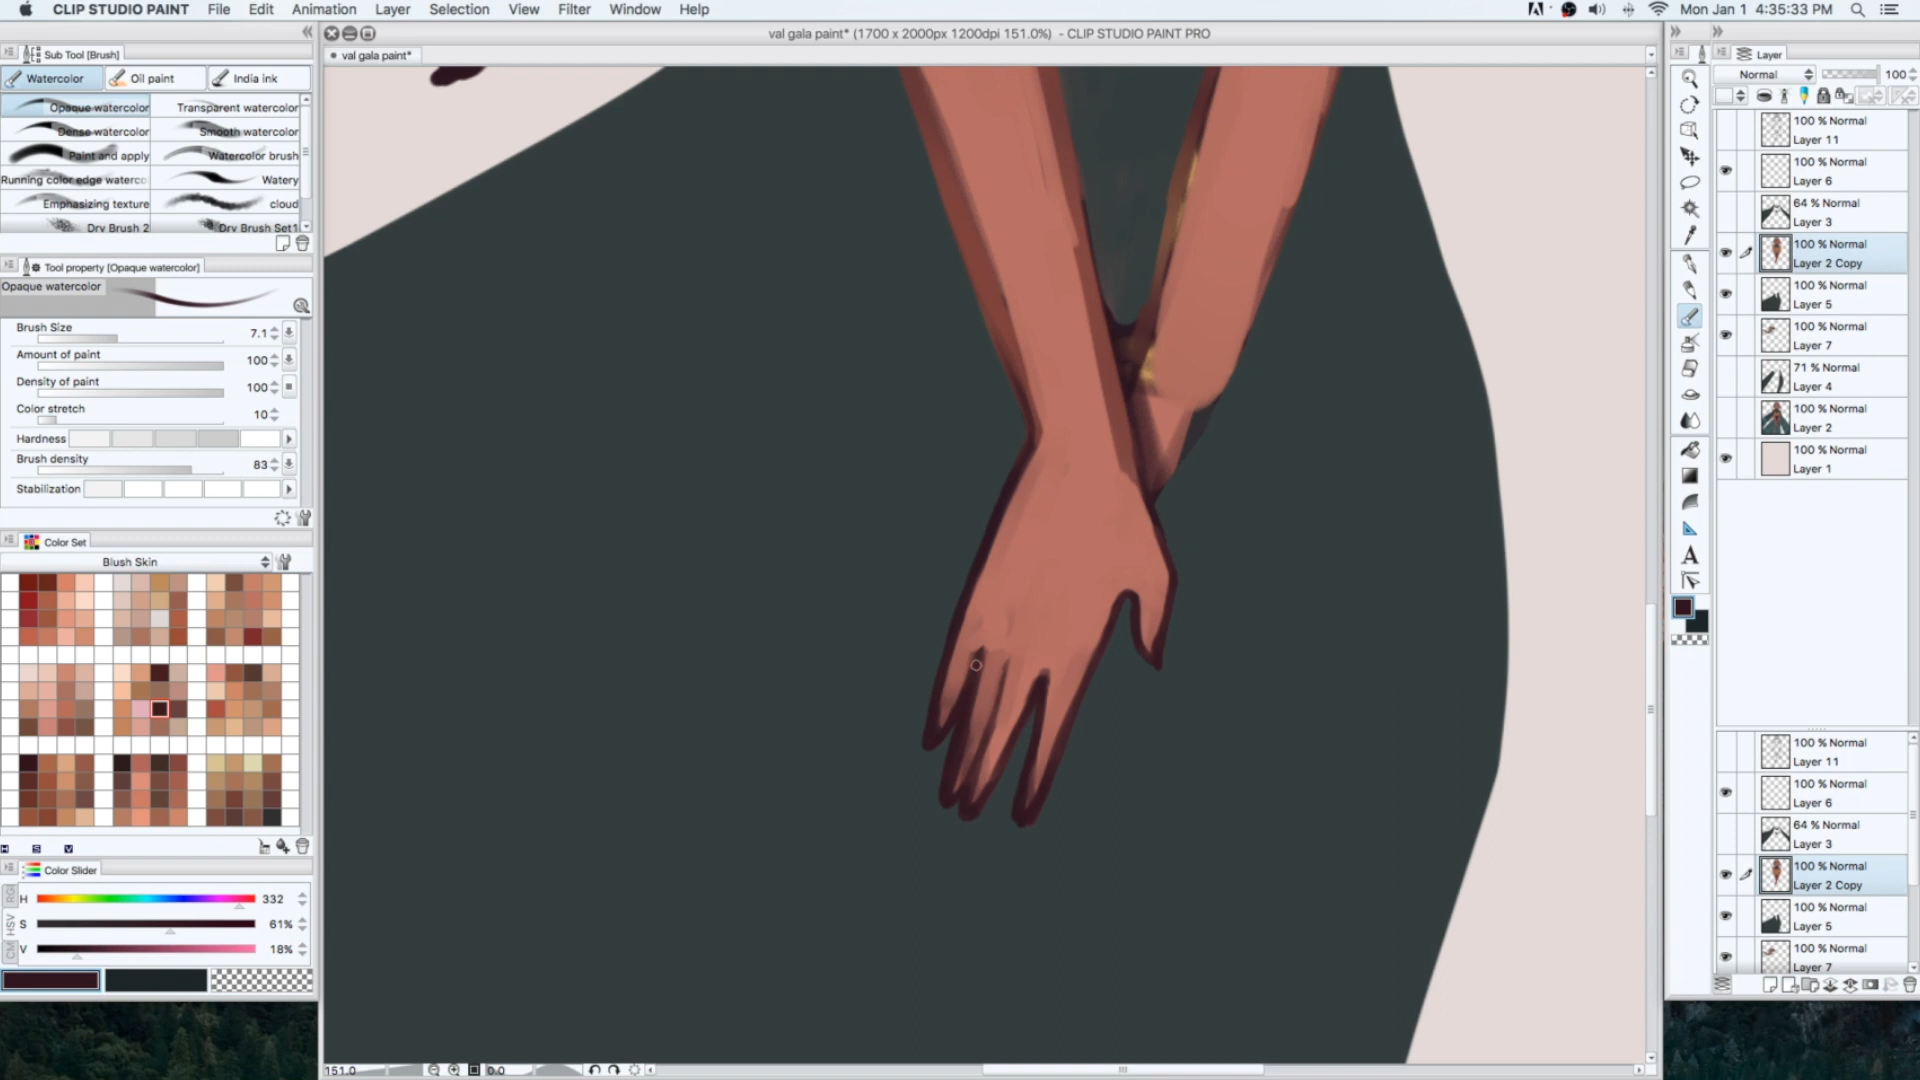 CLIP STUDIO PAINT File Edit Animation Layer Selection View Filter Window Help Mon Jan 1 4:35:33 PM
val gala paint* (1700 x 2000px 1200dpi 151.0%) - CLIP STUDIO PAINT PRO
val gala paint*
Sub Tool [Brush]
Watercolor Oil paint India ink
Opaque watercolor Transparent watercolor
Dense watercolor Smooth watercolor
Paint and apply Watercolor brush
Running color edge waterco Watery
Emphasizing texture cloud
Dry Brush 2 Dry Brush Set1
Tool property [Opaque watercolor]
Opaque watercolor
Brush Size 7.1
Amount of paint 100
Density of paint 100
Color stretch 10
Hardness
Brush density 83
Stabilization
Color Set
Blush Skin
H S V
Color Slider
H 332
S 61%
V 18%
HSV
151.0 0.0
A
Layer
Normal 100
100 % Normal
Layer 11
100 % Normal
Layer 6
64 % Normal
Layer 3
100 % Normal
Layer 2 Copy
100 % Normal
Layer 5
100 % Normal
Layer 7
71 % Normal
Layer 4
100 % Normal
Layer 2
100 % Normal
Layer 1
100 % Normal
Layer 11
100 % Normal
Layer 6
64 % Normal
Layer 3
100 % Normal
Layer 2 Copy
100 % Normal
Layer 5
100 % Normal
Layer 7